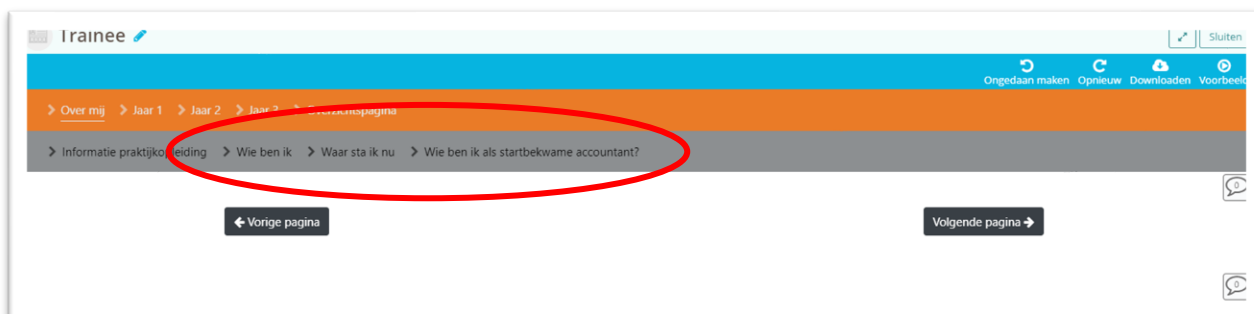 Trainee
Sluiten
Ongedaan maken Opnieuw Downloaden Voorbeeld
Over mij Jaar 1 Jaar 2 Jaar 3 Overzichtspagina
Informatie praktijkopleiding Wie ben ik Waar sta ik nu Wie ben ik als startbekwame accountant?
0
Vorige pagina Volgende pagina
0